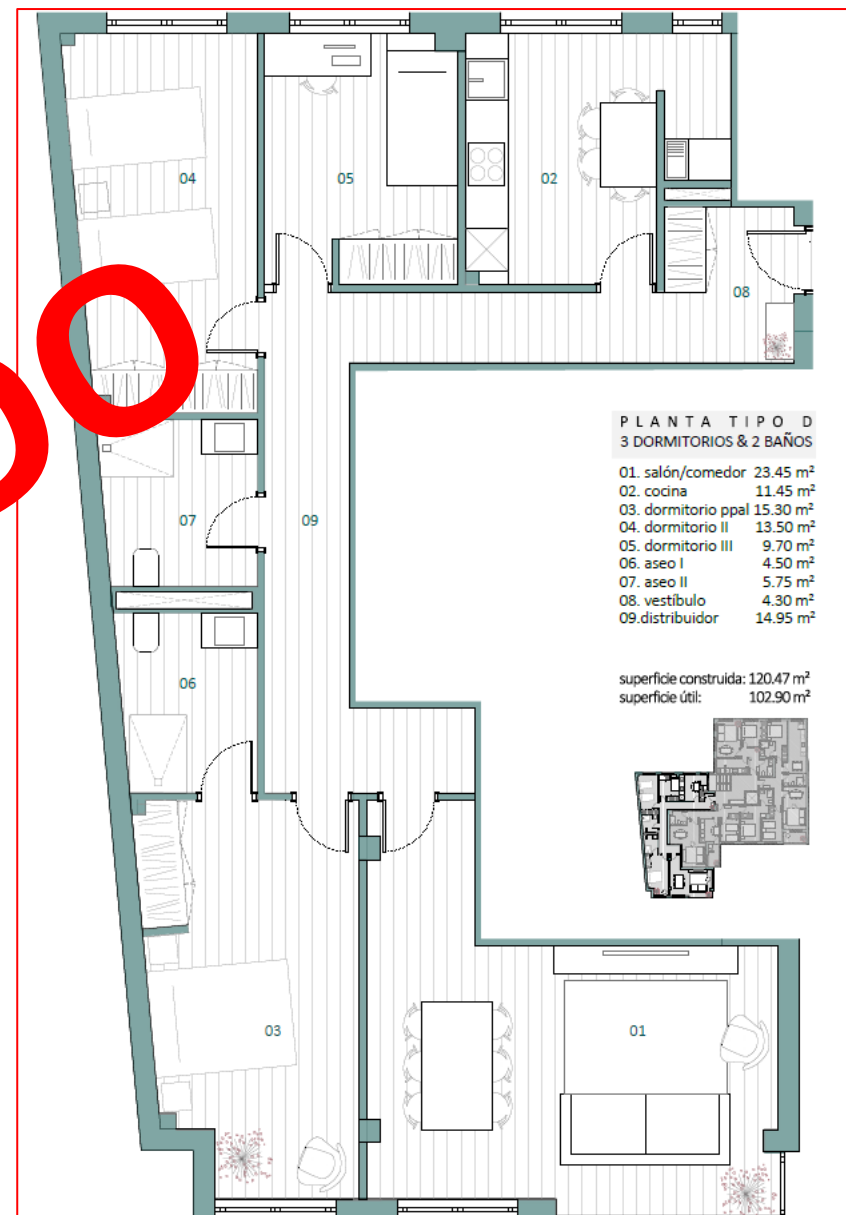 04
05
02
08
PLANTA TIPO D
3 DORMITORIOS & 2 BAÑOS
01. salón/comedor 23.45 m²
02. cocina 11.45 m²
03. dormitorio ppal 15.30 m²
04. dormitorio II 13.50 m²
05. dormitorio III 9.70 m²
06. aseo I 4.50 m²
07. aseo II 5.75 m²
08. vestíbulo 4.30 m²
09.distribuidor 14.95 m²
07
09
superficie construida: 120.47 m²
superficie útil: 102.90 m²
06
03
01